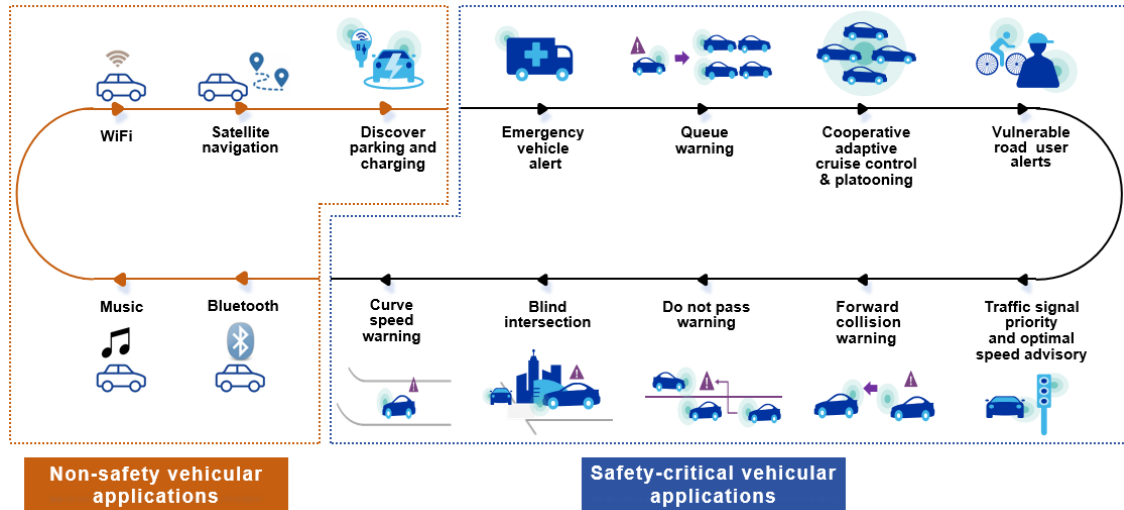 WiFi
Satellite
navigation
Discover
parking and
charging
Emergency
vehicle
alert
Queue
warning
Cooperative
adaptive
cruise control
& platooning
Vulnerable
road user
alerts
Music
Bluetooth
Curve
speed
warning
Blind
intersection
Do not pass
warning
Forward
collision
warning
Traffic signal
priority
and optimal
speed advisory
Non-safety vehicular
applications
Safety-critical vehicular
applications